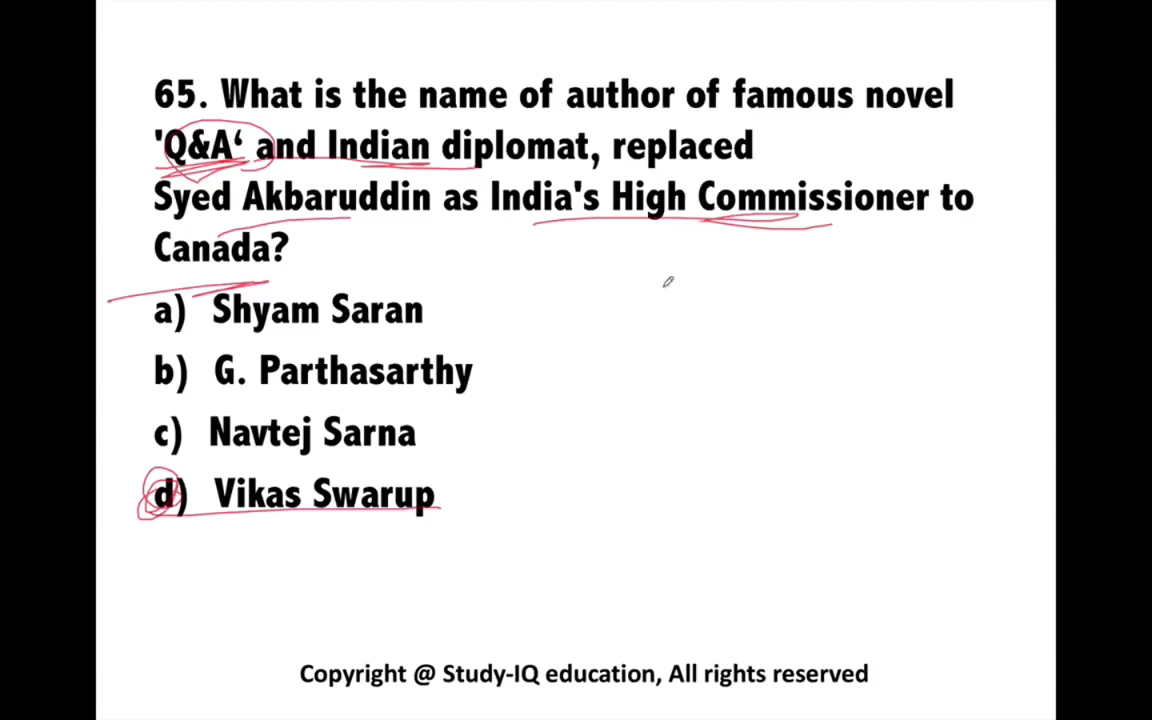 65. What is the name of author of famous novel
'Q&A‘ and Indian diplomat, replaced
Syed Akbaruddin as India's High Commissioner to
Canada?
a) Shyam Saran
b) G. Parthasarthy
c) Navtej Sarna
d) Vikas Swarup
Copyright @ Study-IQ education, All rights reserved